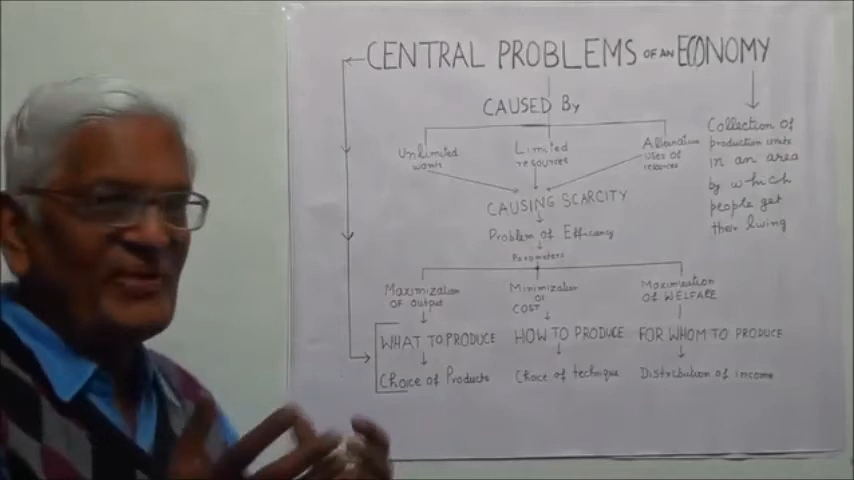 CENTRAL PROBLEMS OF AN ECONOMY
CAUSED By
Unlimited
wants
Limited
resources
Alternative
uses of
resources
Collection of
production units
in an area
by which
people get
their living
CAUSING SCARCITY
Problem of Efficiency
Parameters
Maximization
OF output
Minimization
OF
COST
Maximization
OF WELFARE
WHAT TO PRODUCE
HOW TO PRODUCE
FOR WHOM TO PRODUCE
Choice of Products
Choice of technique
Distribution of income